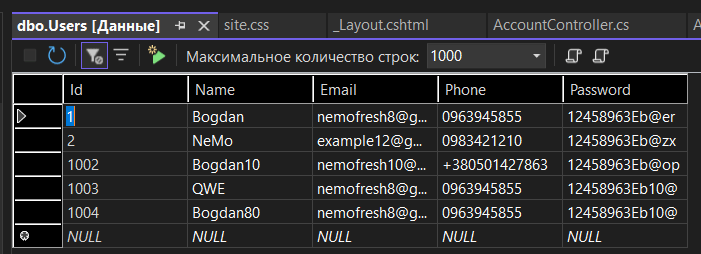 dbo.Users [Данные] site.css _Layout.cshtml AccountController.cs A
Максимальное количество строк: 1000
Id Name Email Phone Password
1 Bogdan nemofresh8@g... 0963945855 12458963Eb@er
2 NeMo example12@g... 0983421210 12458963Eb@zx
1002 Bogdan10 nemofresh10@... +380501427863 12458963Eb@op
1003 QWE nemofresh8@g... 0963945855 12458963Eb10@
1004 Bogdan80 nemofresh8@g... 0963945855 12458963Eb10@
NULL NULL NULL NULL NULL